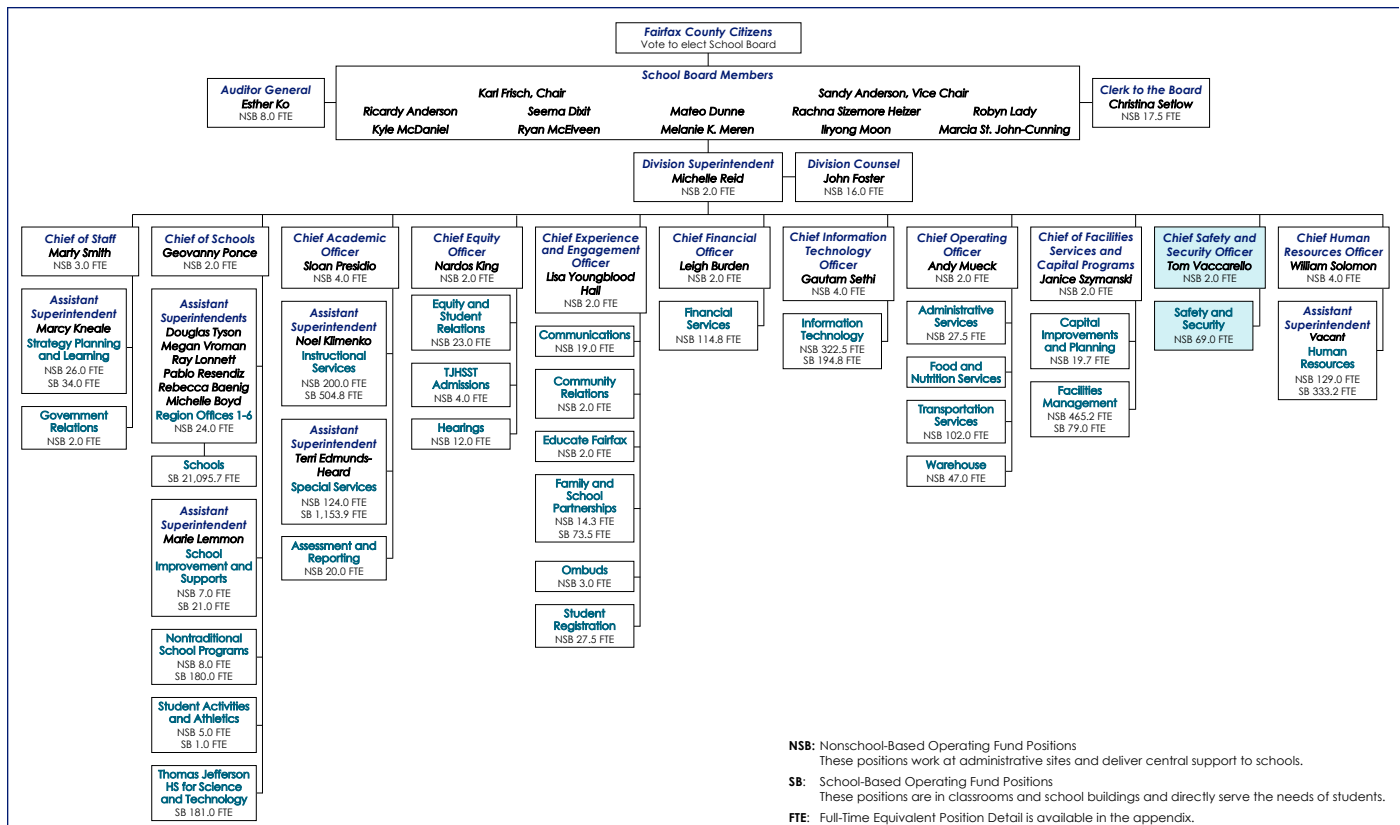 Fairfax County Citizens
Vote to elect School Board
School Board Members
Karl Frisch, Chair
Sandy Anderson, Vice Chair
Ricardy Anderson
Seema Dixit
Mateo Dunne
Rachna Sizemore Heizer
Robyn Lady
Kyle McDaniel
Ryan McElveen
Melanie K. Meren
Ilryong Moon
Marcia St. John-Cunning
Auditor General
Esther Ko
NSB 8.0 FTE
Clerk to the Board
Christina Setlow
NSB 17.5 FTE
Division Superintendent
Michelle Reid
NSB 2.0 FTE
Division Counsel
John Foster
NSB 16.0 FTE
Chief of Staff
Marty Smith
NSB 3.0 FTE
Assistant
Superintendent
Marcy Kneale
Strategy Planning
and Learning
NSB 26.0 FTE
SB 34.0 FTE
Government
Relations
NSB 2.0 FTE
Chief of Schools
Geovanny Ponce
NSB 2.0 FTE
Assistant
Superintendents
Douglas Tyson
Megan Vroman
Ray Lonnett
Pablo Resendiz
Rebecca Baenig
Michelle Boyd
Region Offices 1-6
NSB 24.0 FTE
Schools
SB 21,095.7 FTE
Assistant
Superintendent
Marie Lemmon
School
Improvement and
Supports
NSB 7.0 FTE
SB 21.0 FTE
Nontraditional
School Programs
NSB 8.0 FTE
SB 180.0 FTE
Student Activities
and Athletics
NSB 5.0 FTE
SB 1.0 FTE
Thomas Jefferson
HS for Science
and Technology
SB 181.0 FTE
Chief Academic
Officer
Sloan Presidio
NSB 4.0 FTE
Assistant
Superintendent
Noel Klimenko
Instructional
Services
NSB 200.0 FTE
SB 504.8 FTE
Assistant
Superintendent
Terri Edmunds-
Heard
Special Services
NSB 124.0 FTE
SB 1,153.9 FTE
Assessment and
Reporting
NSB 20.0 FTE
Chief Equity
Officer
Nardos King
NSB 2.0 FTE
Equity and
Student
Relations
NSB 23.0 FTE
TJHSST
Admissions
NSB 4.0 FTE
Hearings
NSB 12.0 FTE
Chief Experience
and Engagement
Officer
Lisa Youngblood
Hall
NSB 2.0 FTE
Communications
NSB 19.0 FTE
Community
Relations
NSB 2.0 FTE
Educate Fairfax
NSB 2.0 FTE
Family and
School
Partnerships
NSB 14.3 FTE
SB 73.5 FTE
Ombuds
NSB 3.0 FTE
Student
Registration
NSB 27.5 FTE
Chief Financial
Officer
Leigh Burden
NSB 2.0 FTE
Financial
Services
NSB 114.8 FTE
Chief Information
Technology
Officer
Gautam Sethi
NSB 4.0 FTE
Information
Technology
NSB 322.5 FTE
SB 194.8 FTE
Chief Operating
Officer
Andy Mueck
NSB 2.0 FTE
Administrative
Services
NSB 27.5 FTE
Food and
Nutrition Services
Transportation
Services
NSB 102.0 FTE
Warehouse
NSB 47.0 FTE
Chief of Facilities
Services and
Capital Programs
Janice Szymanski
NSB 2.0 FTE
Capital
Improvements
and Planning
NSB 19.7 FTE
Facilities
Management
NSB 465.2 FTE
SB 79.0 FTE
Chief Safety and
Security Officer
Tom Vaccarello
NSB 2.0 FTE
Safety and
Security
NSB 69.0 FTE
Chief Human
Resources Officer
William Solomon
NSB 4.0 FTE
Assistant
Superintendent
Vacant
Human
Resources
NSB 129.0 FTE
SB 333.2 FTE
NSB: Nonschool-Based Operating Fund Positions
These positions work at administrative sites and deliver central support to schools.
SB: School-Based Operating Fund Positions
These positions are in classrooms and school buildings and directly serve the needs of students.
FTE: Full-Time Equivalent Position Detail is available in the appendix.